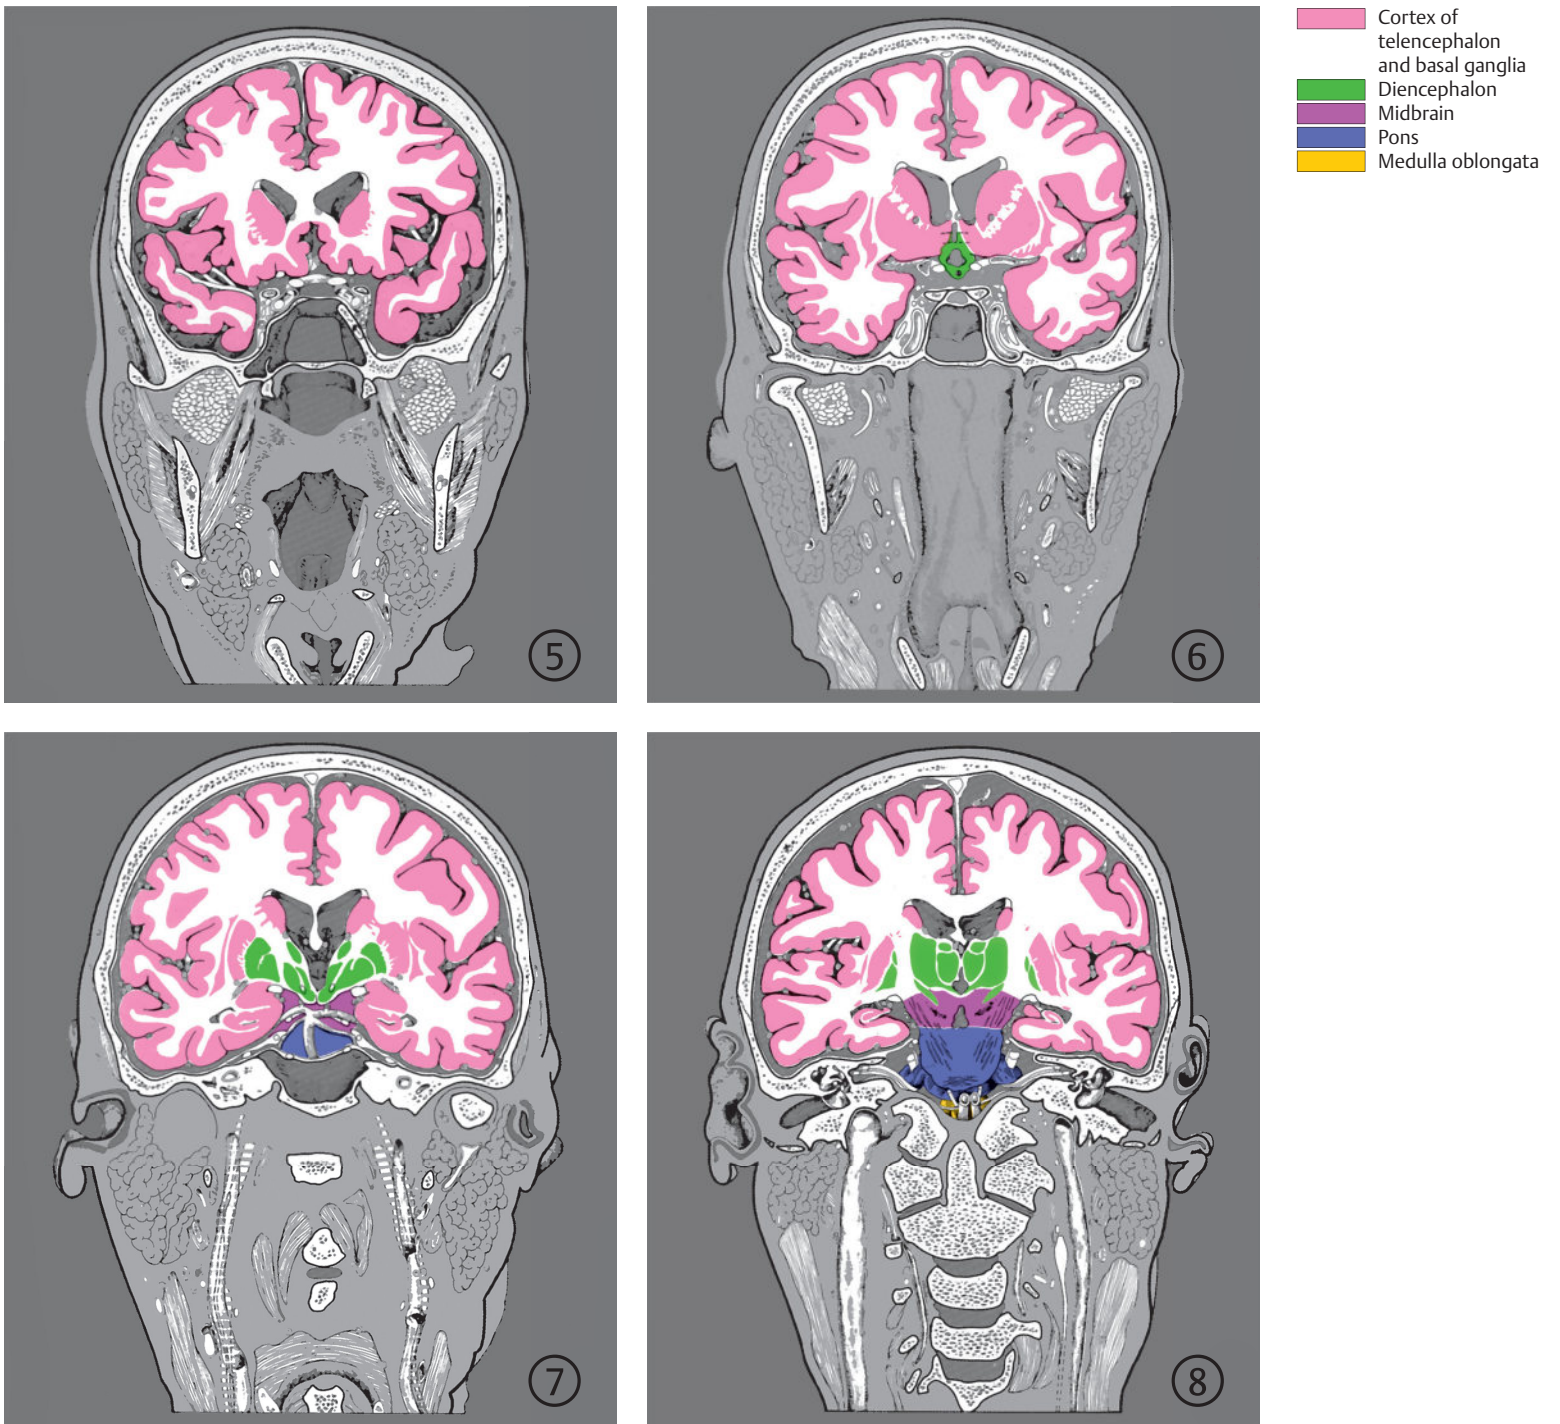 Cortex of
telencephalon
and basal ganglia
Diencephalon
Midbrain
Pons
Medulla oblongata
5
6
7
8